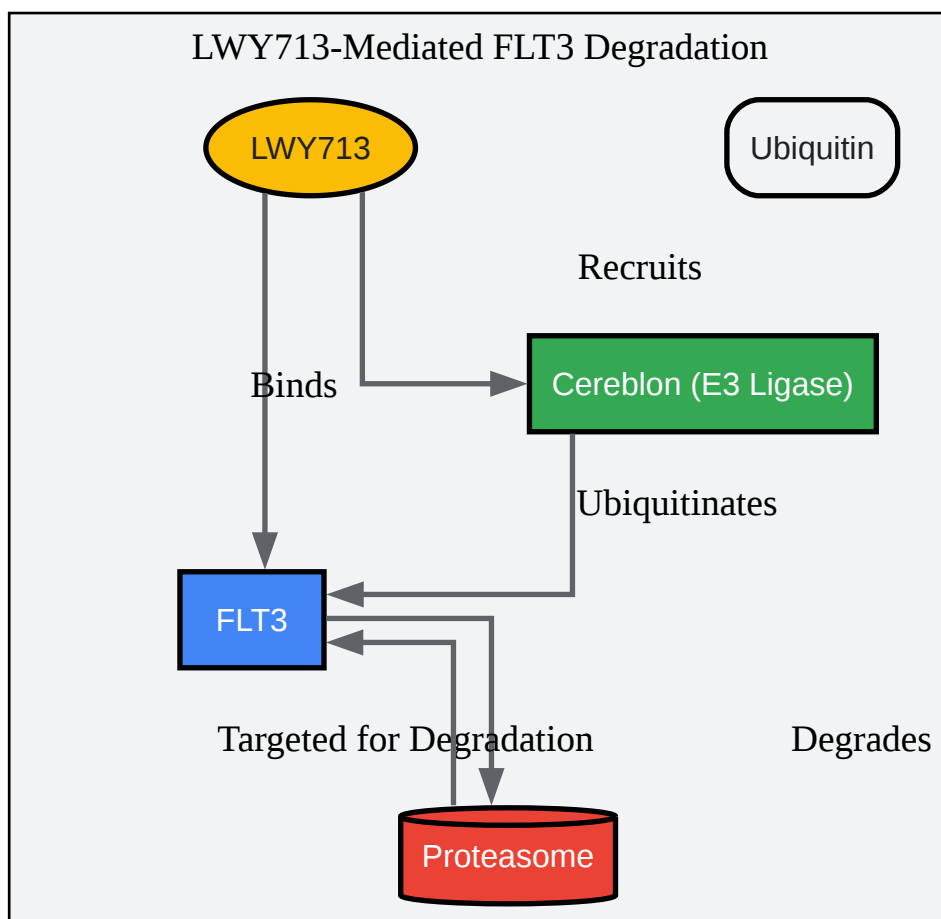 LWY713-Mediated FLT3 Degradation
LWY713
Ubiquitin
Recruits
Binds
Cereblon (E3 Ligase)
Ubiquitinates
FLT3
Targeted for Degradation
Degrades
Proteasome